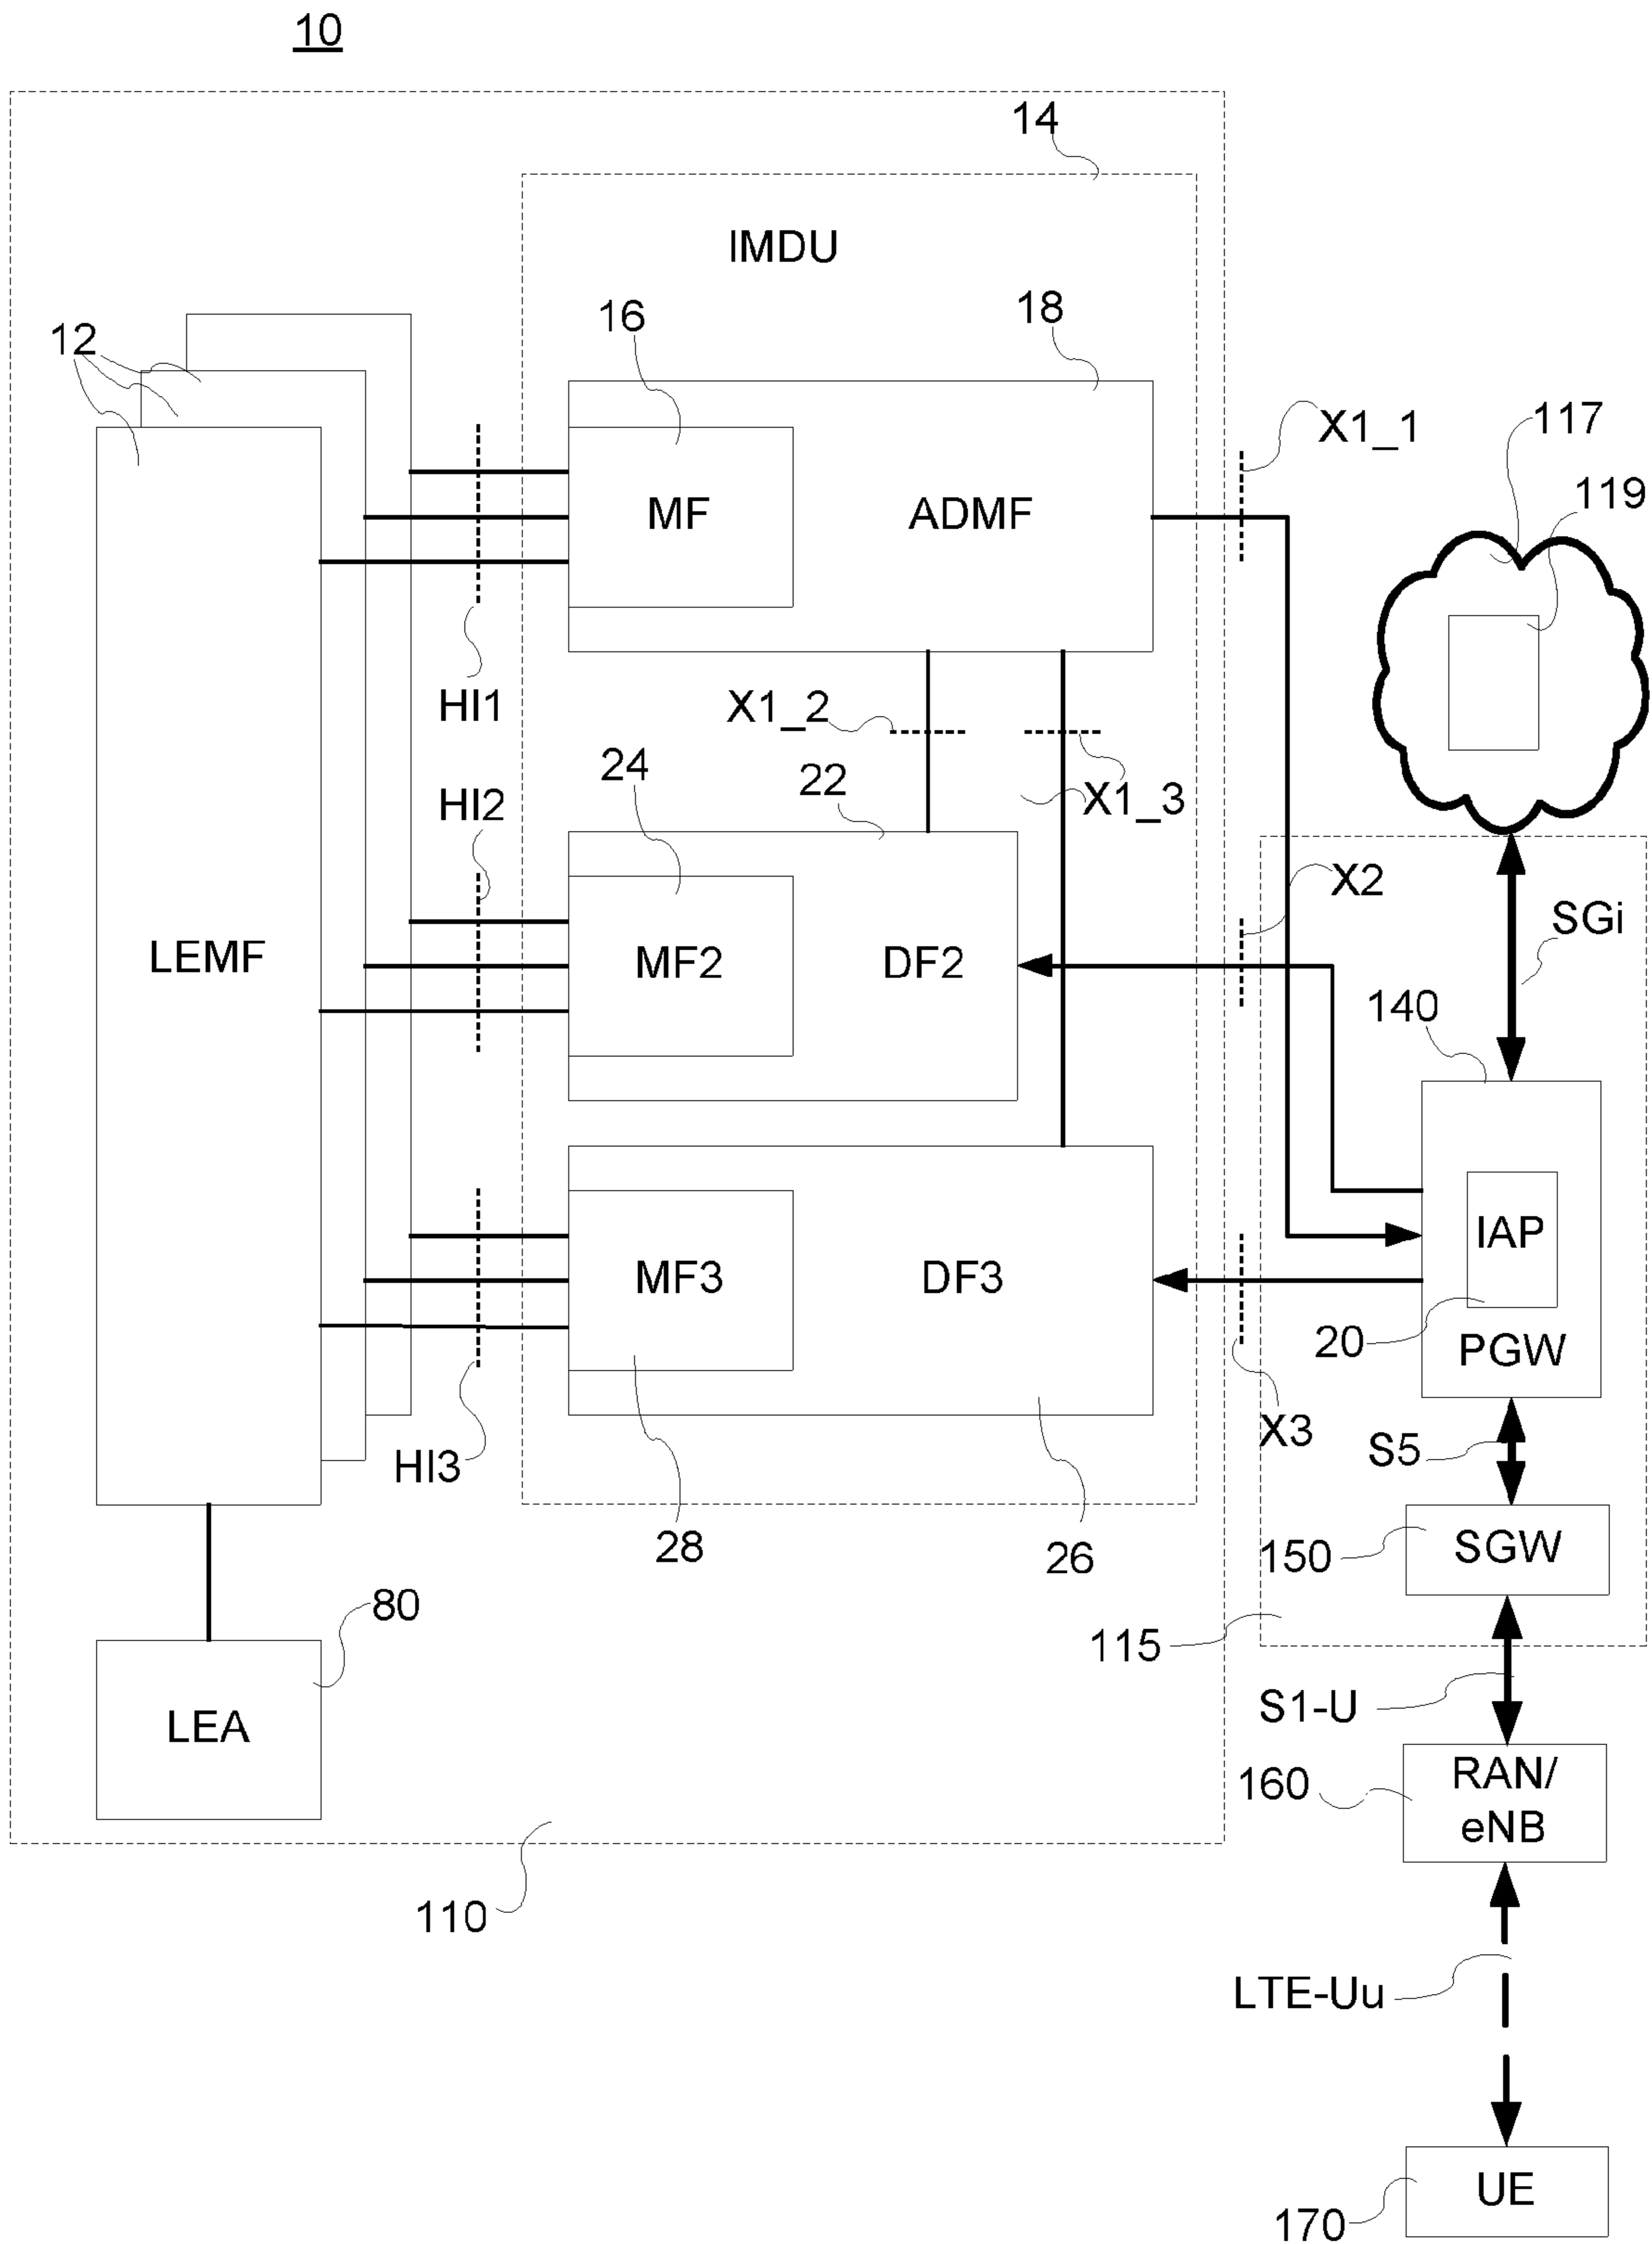 10
14
IMDU
16
18
12
X1_1
117
119
MF
ADMF
HI1
X1_2
X1_3
24
22
HI2
X2
SGi
LEMF
MF2
DF2
140
MF3
DF3
IAP
20
PGW
X3
S5
HI3
28
26
150
SGW
80
115
LEA
S1-U
160
RAN/
eNB
110
LTE-Uu
170
UE